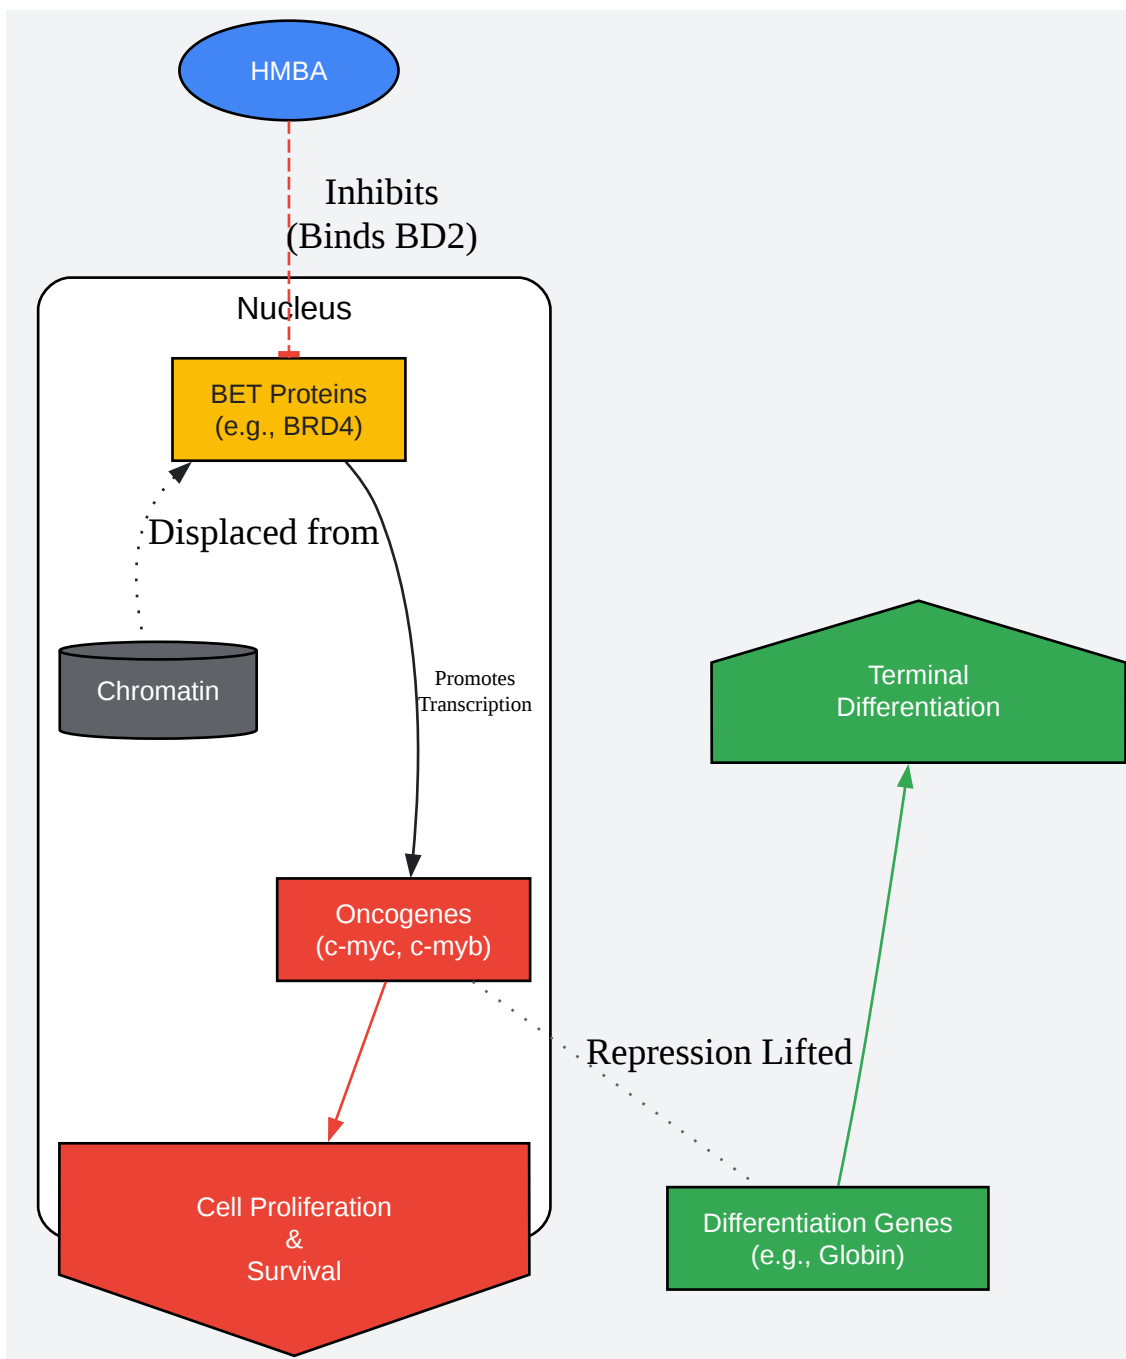 HMBA
Inhibits
(Binds BD2)
Nucleus
BET Proteins
(e.g., BRD4)
Displaced from
Chromatin
Promotes
Transcription
Terminal
Differentiation
Oncogenes
(c-myc, c-myb)
Repression Lifted
Cell Proliferation
&
Survival
Differentiation Genes
(e.g., Globin)